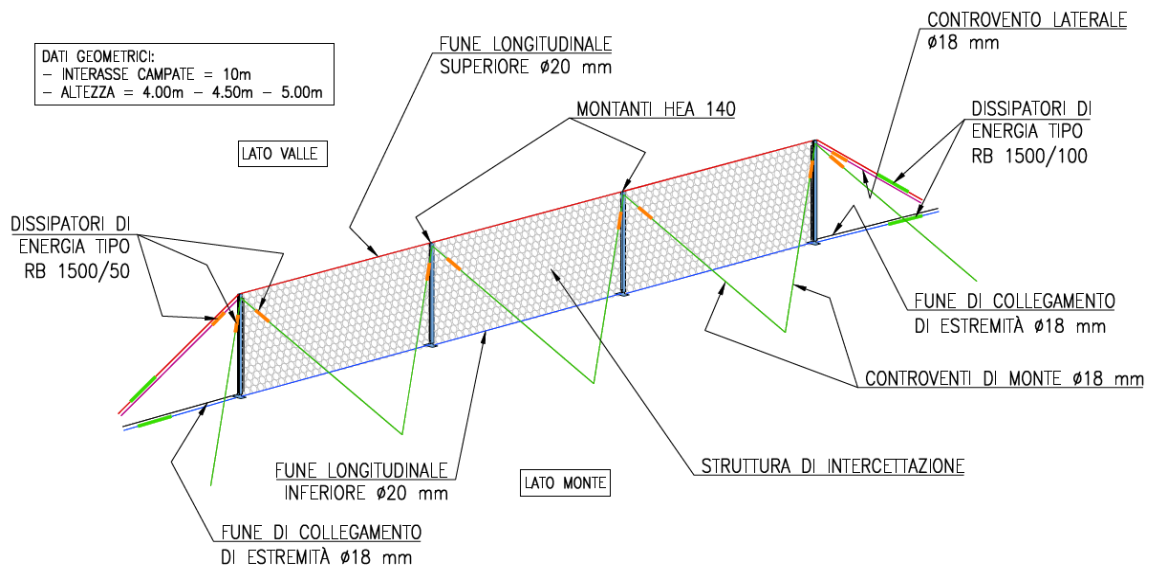 DATI GEOMETRICI:
- INTERASSE CAMPATE = 10m
- ALTEZZA = 4.00m - 4.50m - 5.00m
FUNE LONGITUDINALE
SUPERIORE ø20 mm
CONTROVENTO LATERALE
ø18 mm
MONTANTI HEA 140
DISSIPATORI DI
ENERGIA TIPO
RB 1500/100
LATO VALLE
DISSIPATORI DI
ENERGIA TIPO
RB 1500/50
FUNE DI COLLEGAMENTO
DI ESTREMITÀ ø18 mm
CONTROVENTI DI MONTE ø18 mm
STRUTTURA DI INTERCETTAZIONE
FUNE LONGITUDINALE
INFERIORE ø20 mm
LATO MONTE
FUNE DI COLLEGAMENTO
DI ESTREMITÀ ø18 mm